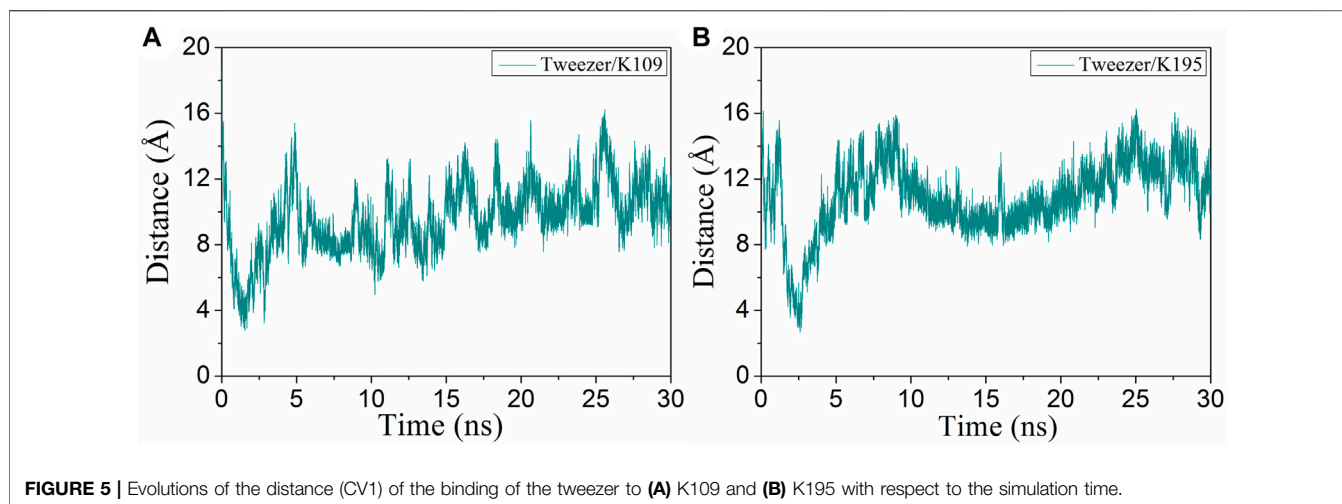 A
20
16
12
8
4
0
Distance (Å)
Tweezer/K109
0 5 10 15 20 25 30
Time (ns)
B
20
16
12
8
4
0
Distance (Å)
Tweezer/K195
0 5 10 15 20 25 30
Time (ns)
FIGURE 5 | Evolutions of the distance (CV1) of the binding of the tweezer to (A) K109 and (B) K195 with respect to the simulation time.